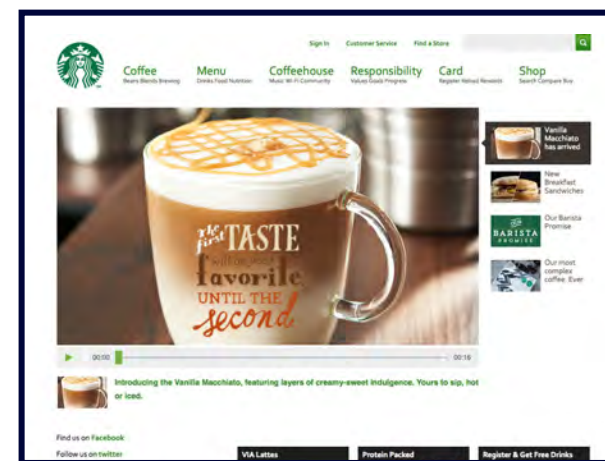 Sign In Customer Service Find a Store
Coffee Menu Coffeehouse Responsibility Card Shop
Beans Blends Brewing Drinks Food Nutrition Music Wi-Fi Community Values Goals Progress Register Reload Rewards Search Compare Buy
The first TASTE
will be your
favorite
UNTIL THE
second.
Vanilla
Macchiato
has arrived
New
Breakfast
Sandwiches
Our Barista
Promise
BARISTA
PROMISE
Our most
complex
coffee. Ever
00:00 00:16
Introducing the Vanilla Macchiato, featuring layers of creamy-sweet indulgence. Yours to sip, hot
or iced.
Find us on Facebook
Follow us on twitter
VIA Lattes Protein Packed Register & Get Free Drinks